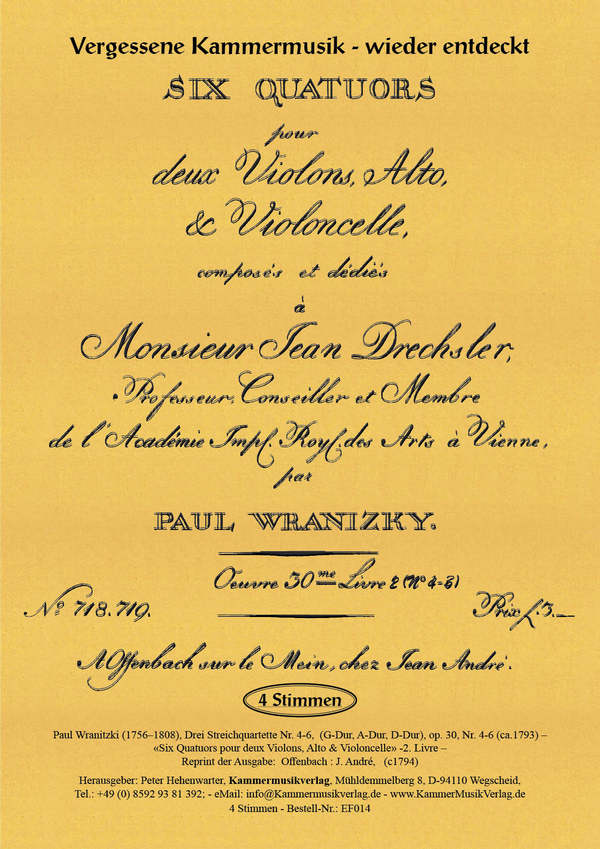 Vergessene Kammermusik - wieder entdeckt
SIX QUATUORS
pour
deux Violons, Alto,
& Violoncelle,
composés et dédiés
à
Monsieur Jean Drechsler,
Professeur, Conseiller et Membre
de l'Académie Impl. Royl. des Arts à Vienne,
par
PAUL WRANIZKY.
Oeuvre 30me Livre 2 (No 4-6)
No. 718.719.
Prix f. 3._
A Offenbach sur le Mein, chez Jean André.
4 Stimmen
Paul Wranitzki (1756–1808), Drei Streichquartette Nr. 4-6, (G-Dur, A-Dur, D-Dur), op. 30, Nr. 4-6 (ca.1793) –
«Six Quatuors pour deux Violons, Alto & Violoncelle» -2. Livre –
Reprint der Ausgabe: Offenbach : J. André, (c1794)
Herausgeber: Peter Hehenwarter, Kammermusikverlag, Mühldemmelberg 8, D-94110 Wegscheid,
Tel.: +49 (0) 8592 93 81 392; - eMail: info@Kammermusikverlag.de - www.KammerMusikVerlag.de
4 Stimmen - Bestell-Nr.: EF014